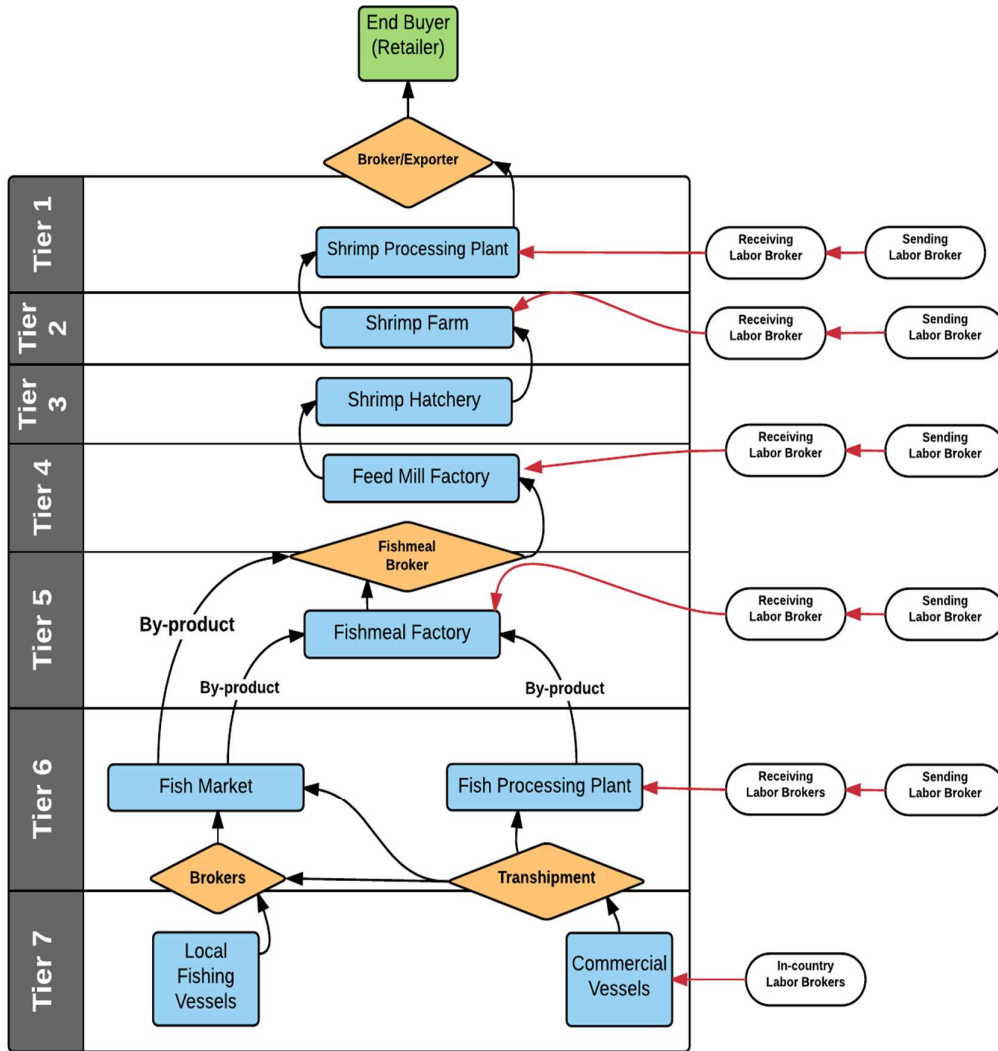 End Buyer
(Retailer)
Broker/Exporter
Tier 1
Shrimp Processing Plant
Receiving
Labor Broker
Sending
Labor Broker
Tier
2
Shrimp Farm
Receiving
Labor Broker
Sending
Labor Broker
Tier
3
Shrimp Hatchery
Tier 4
Feed Mill Factory
Receiving
Labor Broker
Sending
Labor Broker
Fishmeal
Broker
Tier 5
By-product
Fishmeal Factory
Receiving
Labor Broker
Sending
Labor Broker
By-product
By-product
Tier 6
Fish Market
Fish Processing Plant
Receiving
Labor Brokers
Sending
Labor Broker
Brokers
Transhipment
Tier 7
Local
Fishing
Vessels
Commercial
Vessels
In-country
Labor Brokers